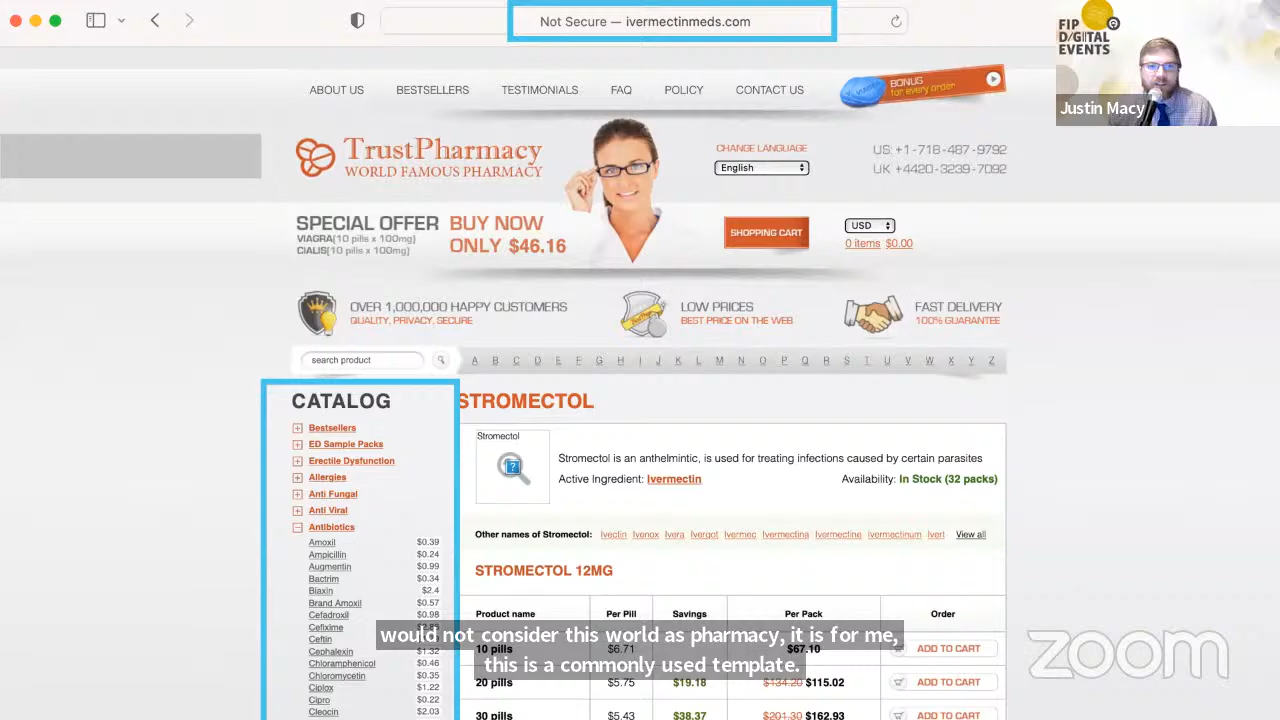 Not Secure — ivermectinmeds.com
FIP
DIGITAL
EVENTS
Justin Macy
ABOUT US BESTSELLERS TESTIMONIALS FAQ POLICY CONTACT US
BONUS
for every order
TrustPharmacy
WORLD FAMOUS PHARMACY
CHANGE LANGUAGE
English
US: +1-718-487-9792
UK +4420-3239-7092
SPECIAL OFFER
VIAGRA(10 pills x 100mg)
CIALIS(10 pills x 100mg)
BUY NOW
ONLY $46.16
SHOPPING CART
USD
0 items $0.00
OVER 1,000,000 HAPPY CUSTOMERS
QUALITY, PRIVACY, SECURE
LOW PRICES
BEST PRICE ON THE WEB
FAST DELIVERY
100% GUARANTEE
search product
A B C D E F G H I J K L M N O P Q R S T U V W X Y Z
CATALOG
Bestsellers
ED Sample Packs
Erectile Dysfunction
Allergies
Anti Fungal
Anti Viral
Antibiotics
Amoxil $0.39
Ampicillin $0.24
Augmentin $0.99
Bactrim $0.34
Biaxin $2.4
Brand Amoxil $0.57
Cefadroxil $0.98
Cefixime
Ceftin
Cephalexin $1.32
Chloramphenicol $0.46
Chloromycetin $0.35
Ciplox $1.22
Cipro $0.22
Cleocin $2.03
STROMECTOL
Stromectol
Stromectol is an anthelmintic, is used for treating infections caused by certain parasites
Active Ingredient: Ivermectin Availability: In Stock (32 packs)
Other names of Stromectol: Ivectin Ivenox Ivera Ivergot Ivermec Ivermectina Ivermectine Ivermectinum Ivert View all
STROMECTOL 12MG
Product name Per Pill Savings Per Pack Order
10 pills $6.71 $67.10 ADD TO CART
20 pills $5.75 $19.18 $134.20 $115.02 ADD TO CART
30 pills $5.43 $38.37 $201.30 $162.93 ADD TO CART
would not consider this world as pharmacy, it is for me,
this is a commonly used template.
zoom